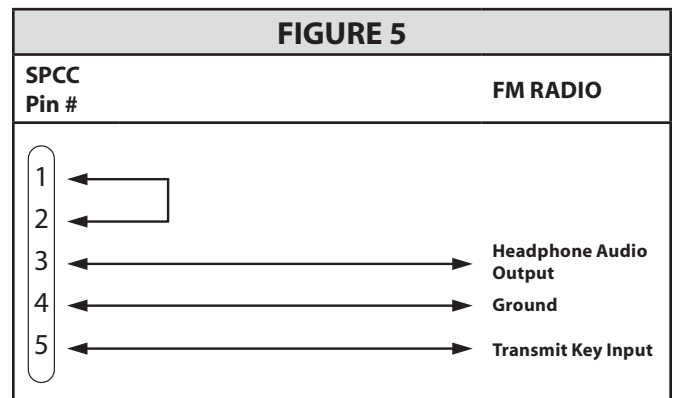 FIGURE 5
SPCC
Pin #
FM RADIO
1
2
3
Headphone Audio
Output
4
Ground
5
Transmit Key Input